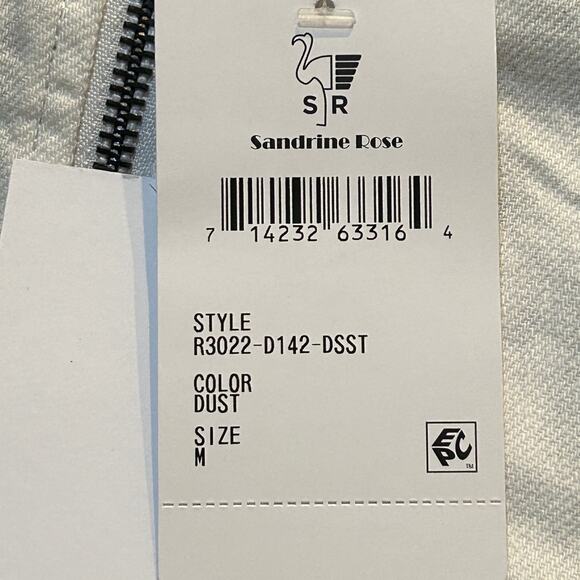 S R
Sandrine Rose
7 14232 63316 4
STYLE
R3022-D142-DSST
COLOR
DUST
SIZE
M
EPC
TM